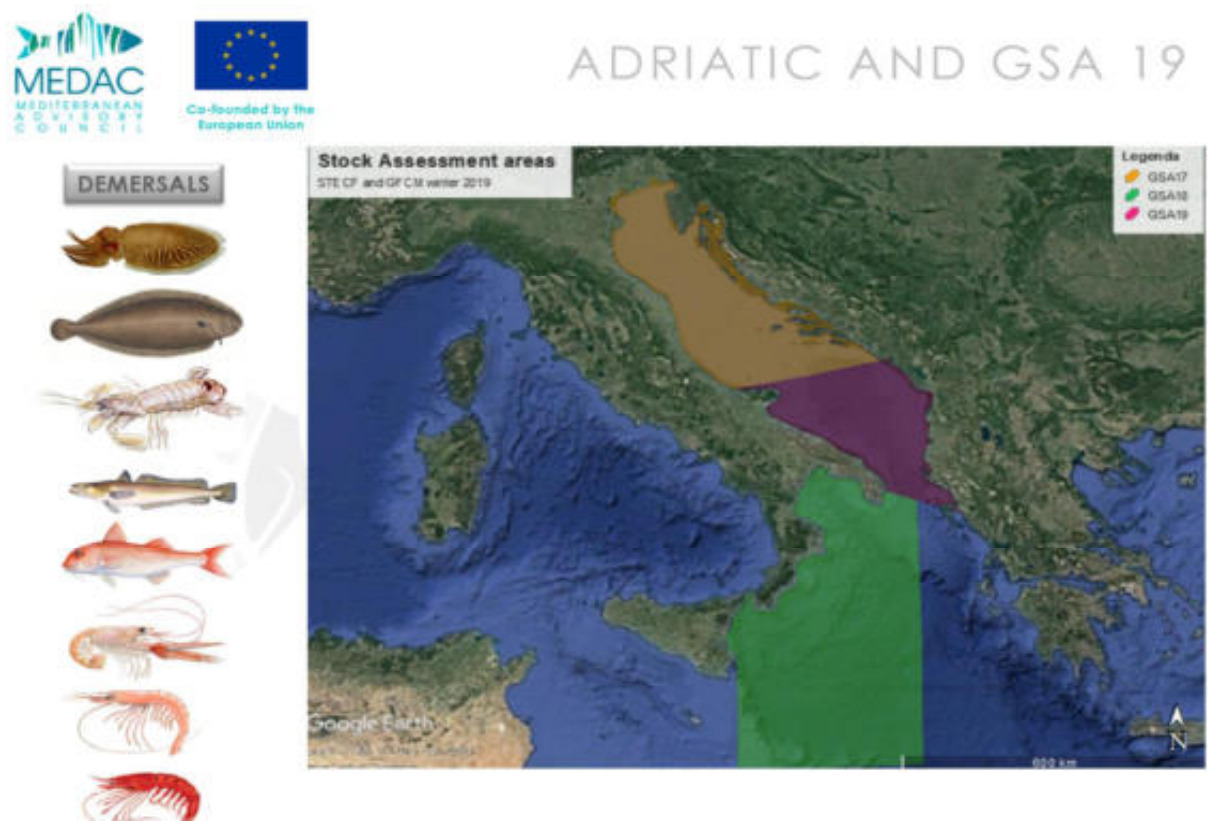 MEDAC
MEDITERRANEAN
ADVISORY
COUNCIL
Co-founded by the
European Union
ADRIATIC AND GSA 19
DEMERSALS
Stock Assessment areas
STECF and GFCM winter 2019
Legenda
GSA17
GSA18
GSA19
Google Earth
N
600 km